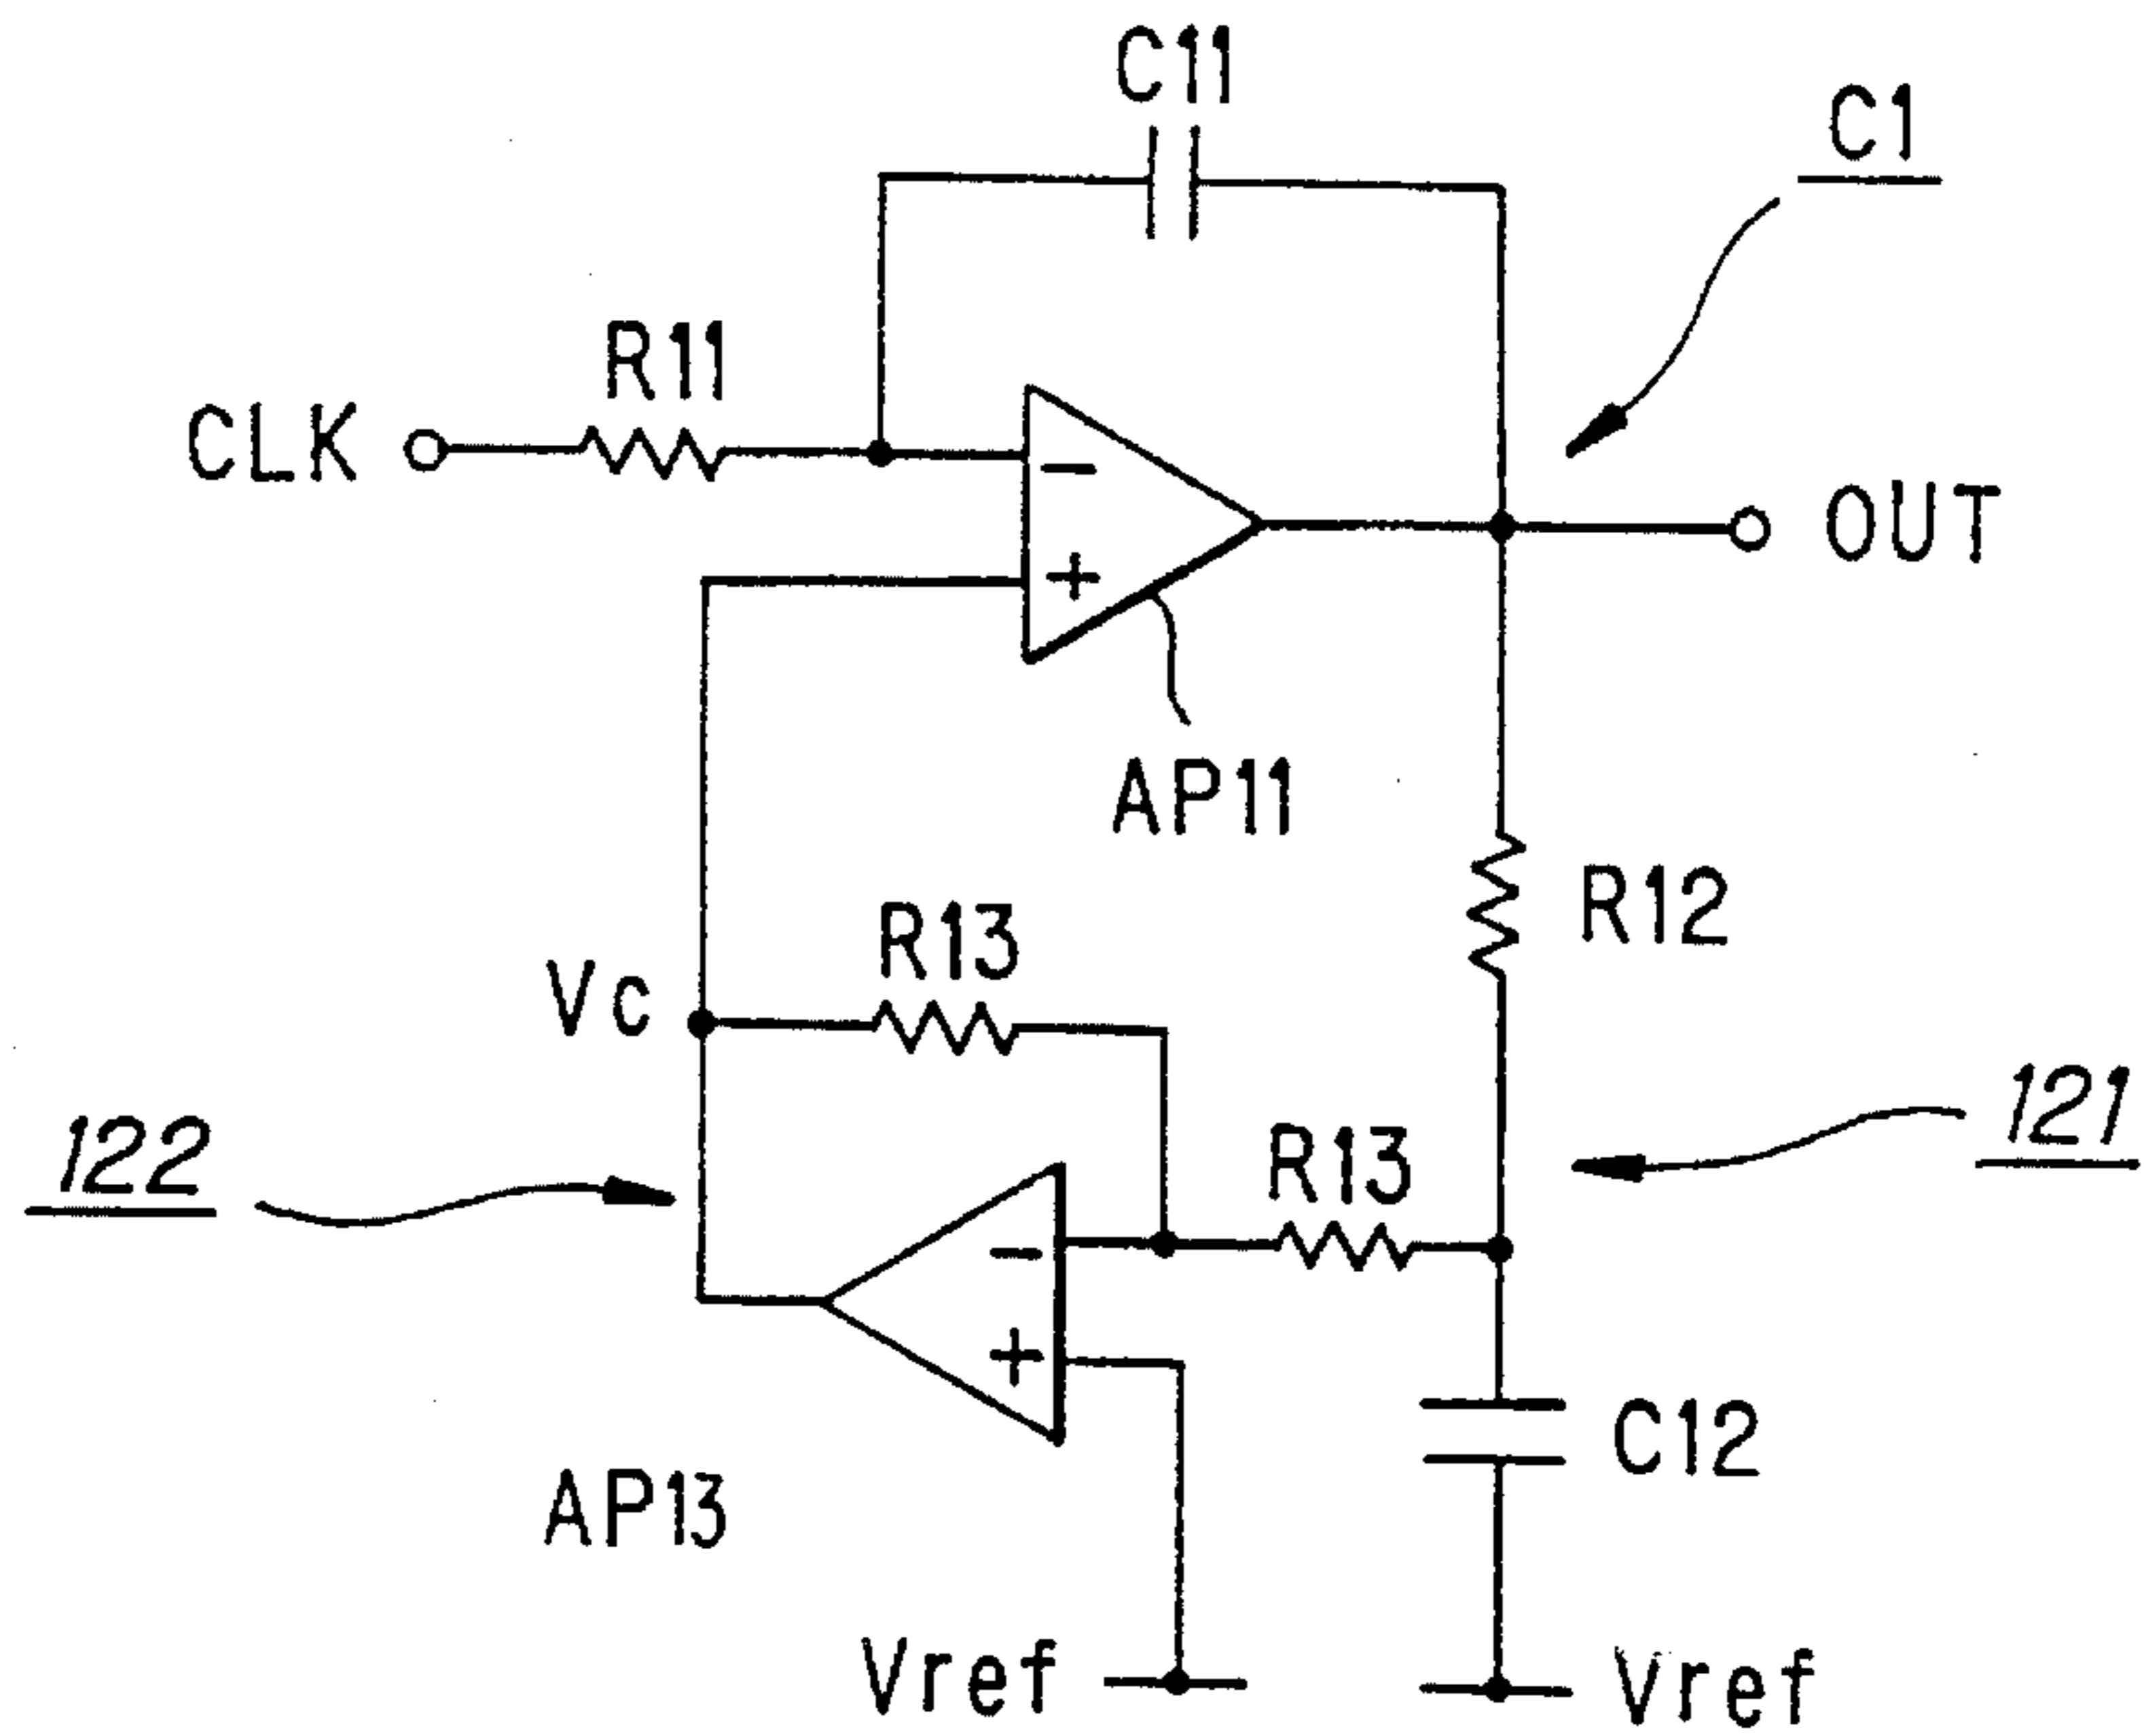 C11
C1
R11
CLK
OUT
-
+
AP11
R12
R13
Vc
121
122
R13
-
+
C12
AP13
Vref
Vref